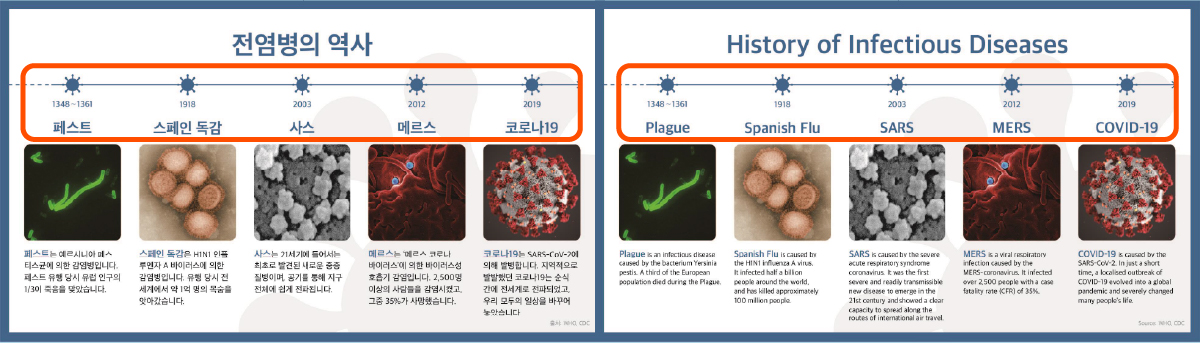 전염병의 역사
1348~1361
1918
2003
2012
2019
페스트
스페인 독감
사스
메르스
코로나19
페스트는 예르시니아 페스
티스균에 의한 감염병입니다.
페스트 유행 당시 유럽 인구의
1/3이 죽음을 맞았습니다.
스페인 독감은 H1N1 인플
루엔자 A 바이러스에 의한
감염병입니다. 유행 당시 전
세계에서 약 1억 명의 목숨을
앗아갔습니다.
사스는 21세기에 들어서는
최초로 발견된 새로운 중증
질병이며, 공기를 통해 지구
전체에 쉽게 전파됩니다.
메르스는 '메르스 코로나
바이러스'에 의한 바이러스성
호흡기 감염입니다. 2,500명
이상의 사람들을 감염시켰고,
그중 35%가 사망했습니다.
코로나19는 SARS-CoV-2에
의해 발병합니다. 지역적으로
발발했던 코로나19는 순식
간에 전세계로 전파되었고,
우리 모두의 일상을 바꾸어
놓았습니다
출처: WHO, CDC
History of Infectious Diseases
1348~1361
1918
2003
2012
2019
Plague
Spanish Flu
SARS
MERS
COVID-19
Plague is an infectious disease
caused by the bacterium Yersinia
pestis. A third of the European
population died during the Plague.
Spanish Flu is caused by
the H1N1 influenza A virus.
It infected half a billion
people around the world,
and has killed approximately
100 million people.
SARS is caused by the severe
acute respiratory syndrome
coronavirus. It was the first
severe and readily transmissible
new disease to emerge in the
21st century and showed a clear
capacity to spread along the
routes of international air travel.
MERS is a viral respiratory
infection caused by the
MERS-coronavirus. It infected
over 2,500 people with a case
fatality rate (CFR) of 35%.
COVID-19 is caused by the
SARS-CoV-2. In just a short
time, a localised outbreak of
COVID-19 evolved into a global
pandemic and severely changed
many people's life.
Source: WHO, CDC